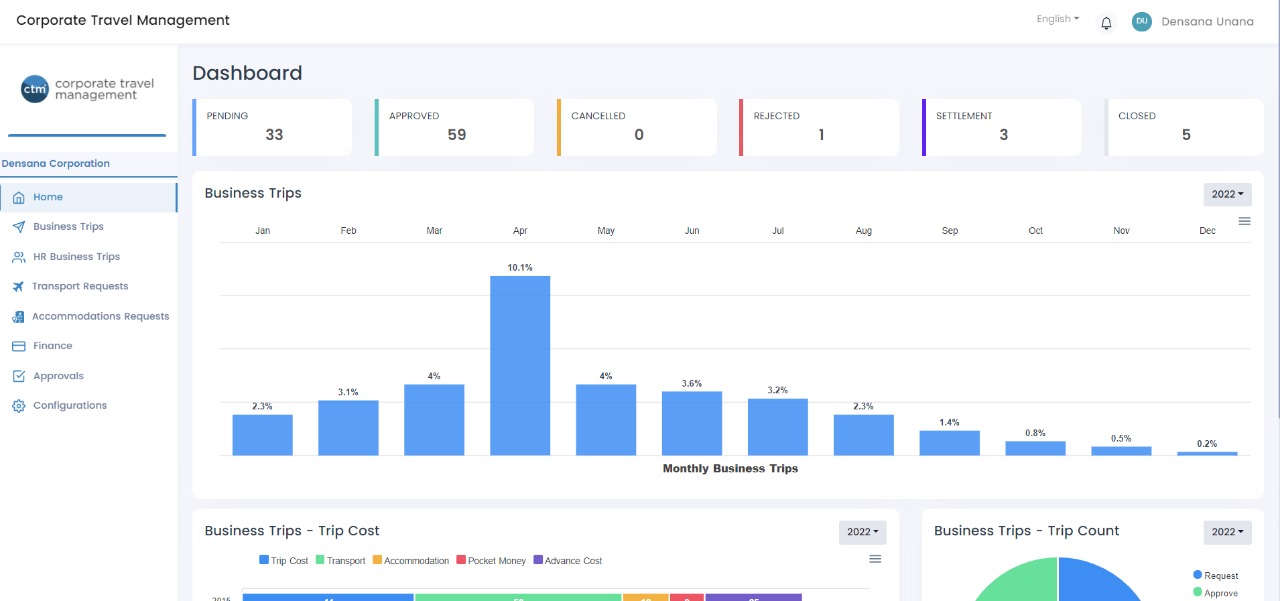 Corporate Travel Management
English
DU
Densana Unana
ctm corporate travel
management
Densana Corporation
Home
Business Trips
HR Business Trips
Transport Requests
Accommodations Requests
Finance
Approvals
Configurations
Dashboard
PENDING
33
APPROVED
59
CANCELLED
0
REJECTED
1
SETTLEMENT
3
CLOSED
5
Business Trips
2022
Jan Feb Mar Apr May Jun Jul Aug Sep Oct Nov Dec
2.3% 3.1% 4% 10.1% 4% 3.6% 3.2% 2.3% 1.4% 0.8% 0.5% 0.2%
Monthly Business Trips
Business Trips - Trip Cost
2022
Trip Cost Transport Accommodation Pocket Money Advance Cost
Business Trips - Trip Count
2022
Request
Approve